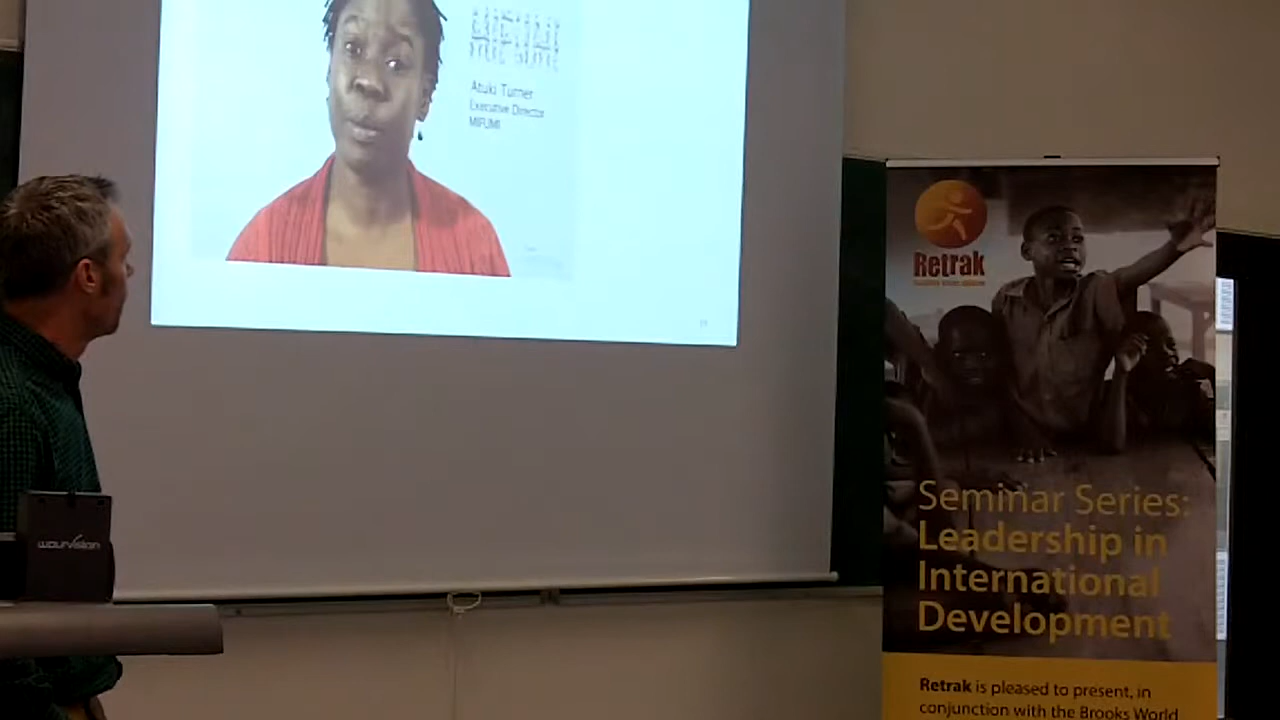 Atuki Turner
Executive Director
MIFUMI
Retrak
Seminar Series:
Leadership in
International
Development
Retrak is pleased to present, in
conjunction with the Brooks World
wolfvision